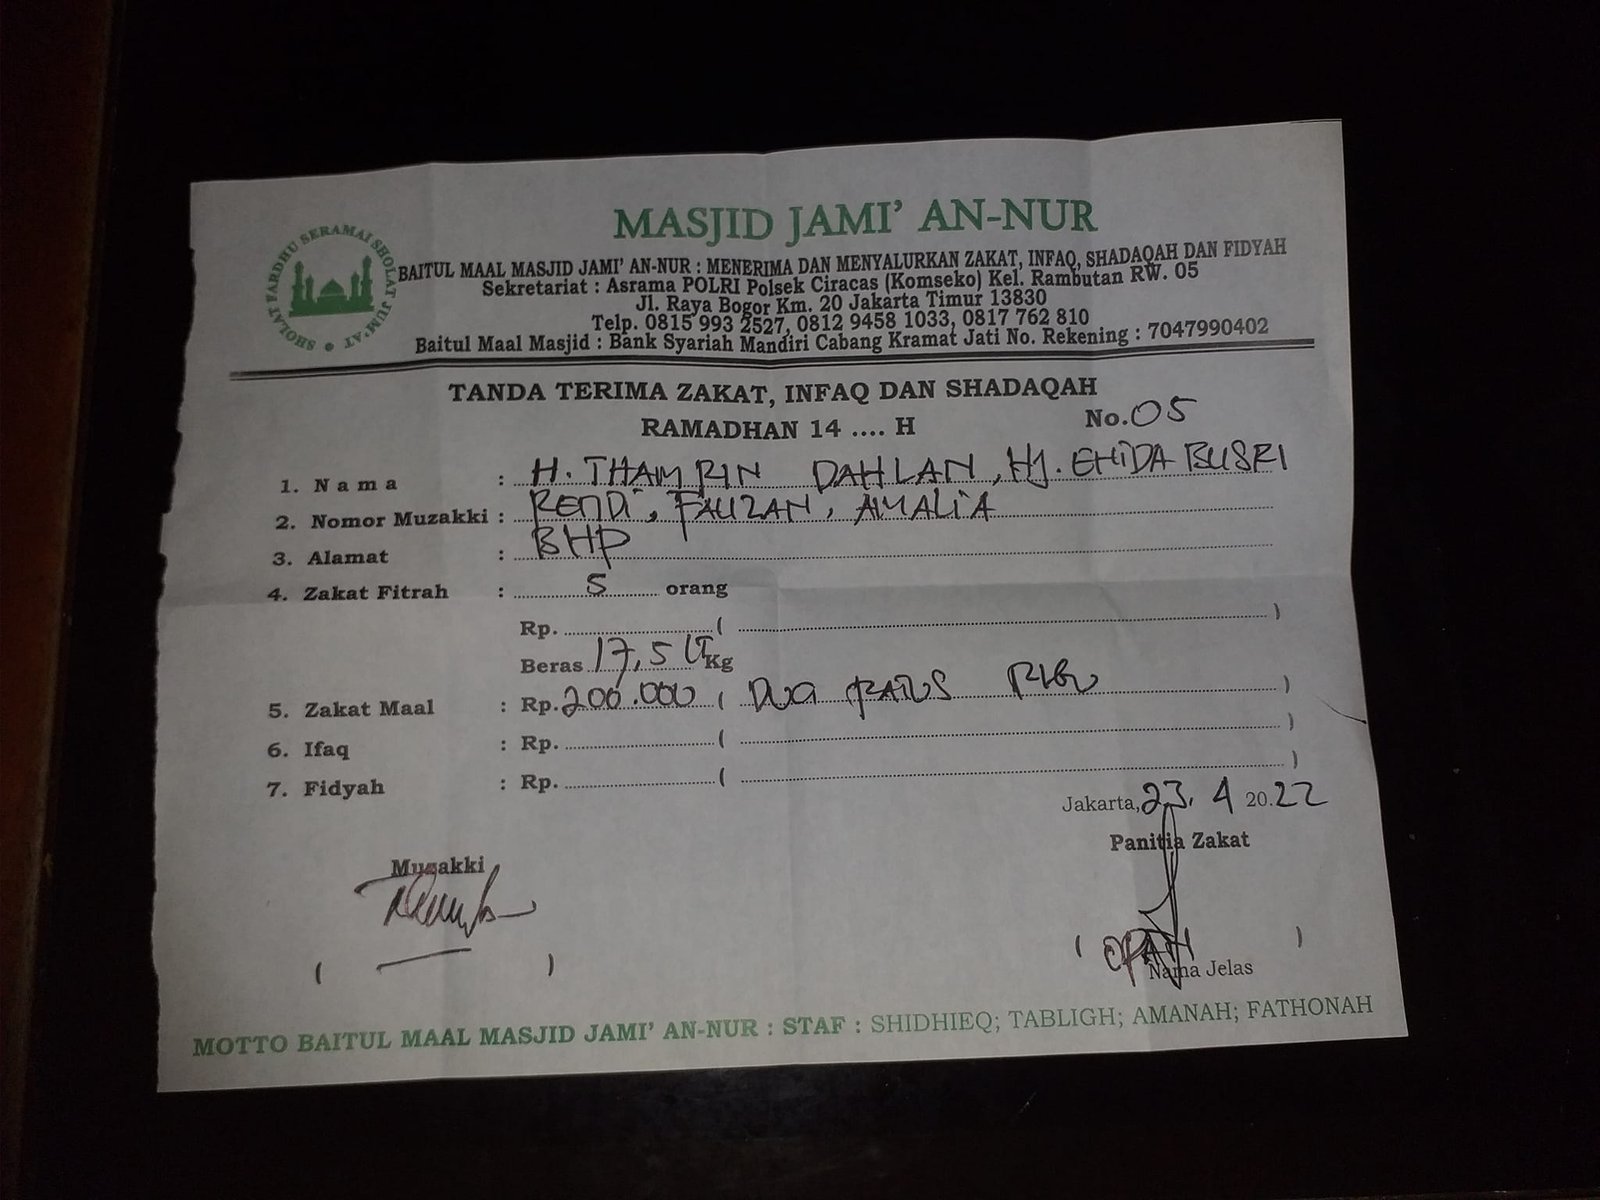 SHOLAT FARDHU SERAMAI SHOLAT JUM'AT
MASJID JAMI' AN-NUR
BAITUL MAAL MASJID JAMI' AN-NUR : MENERIMA DAN MENYALURKAN ZAKAT, INFAQ, SHADAQAH DAN FIDYAH
Sekretariat : Asrama POLRI Polsek Ciracas (Komseko) Kel. Rambutan RW. 05
Jl. Raya Bogor Km. 20 Jakarta Timur 13830
Telp. 0815 993 2527, 0812 9458 1033, 0817 762 810
Baitul Maal Masjid : Bank Syariah Mandiri Cabang Kramat Jati No. Rekening : 7047990402
TANDA TERIMA ZAKAT, INFAQ DAN SHADAQAH
RAMADHAN 14 .... H
No. 05
1. Nama : H. THAMRIN DAHLAN, Hj. EHIDA BUSRI
2. Nomor Muzakki : RENDi, FAUZAN, AMALiA
3. Alamat : BHP
4. Zakat Fitrah : 5 orang
Rp. ( )
Beras 17,5 LT Kg
5. Zakat Maal : Rp. 200.000 ( DUA RATUS RIBU )
6. Ifaq : Rp. ( )
7. Fidyah : Rp. ( )
Jakarta, 23. 4 20.22
Panitia Zakat
Muzakki
( )
( )
Nama Jelas
MOTTO BAITUL MAAL MASJID JAMI' AN-NUR : STAF : SHIDHIEQ; TABLIGH; AMANAH; FATHONAH